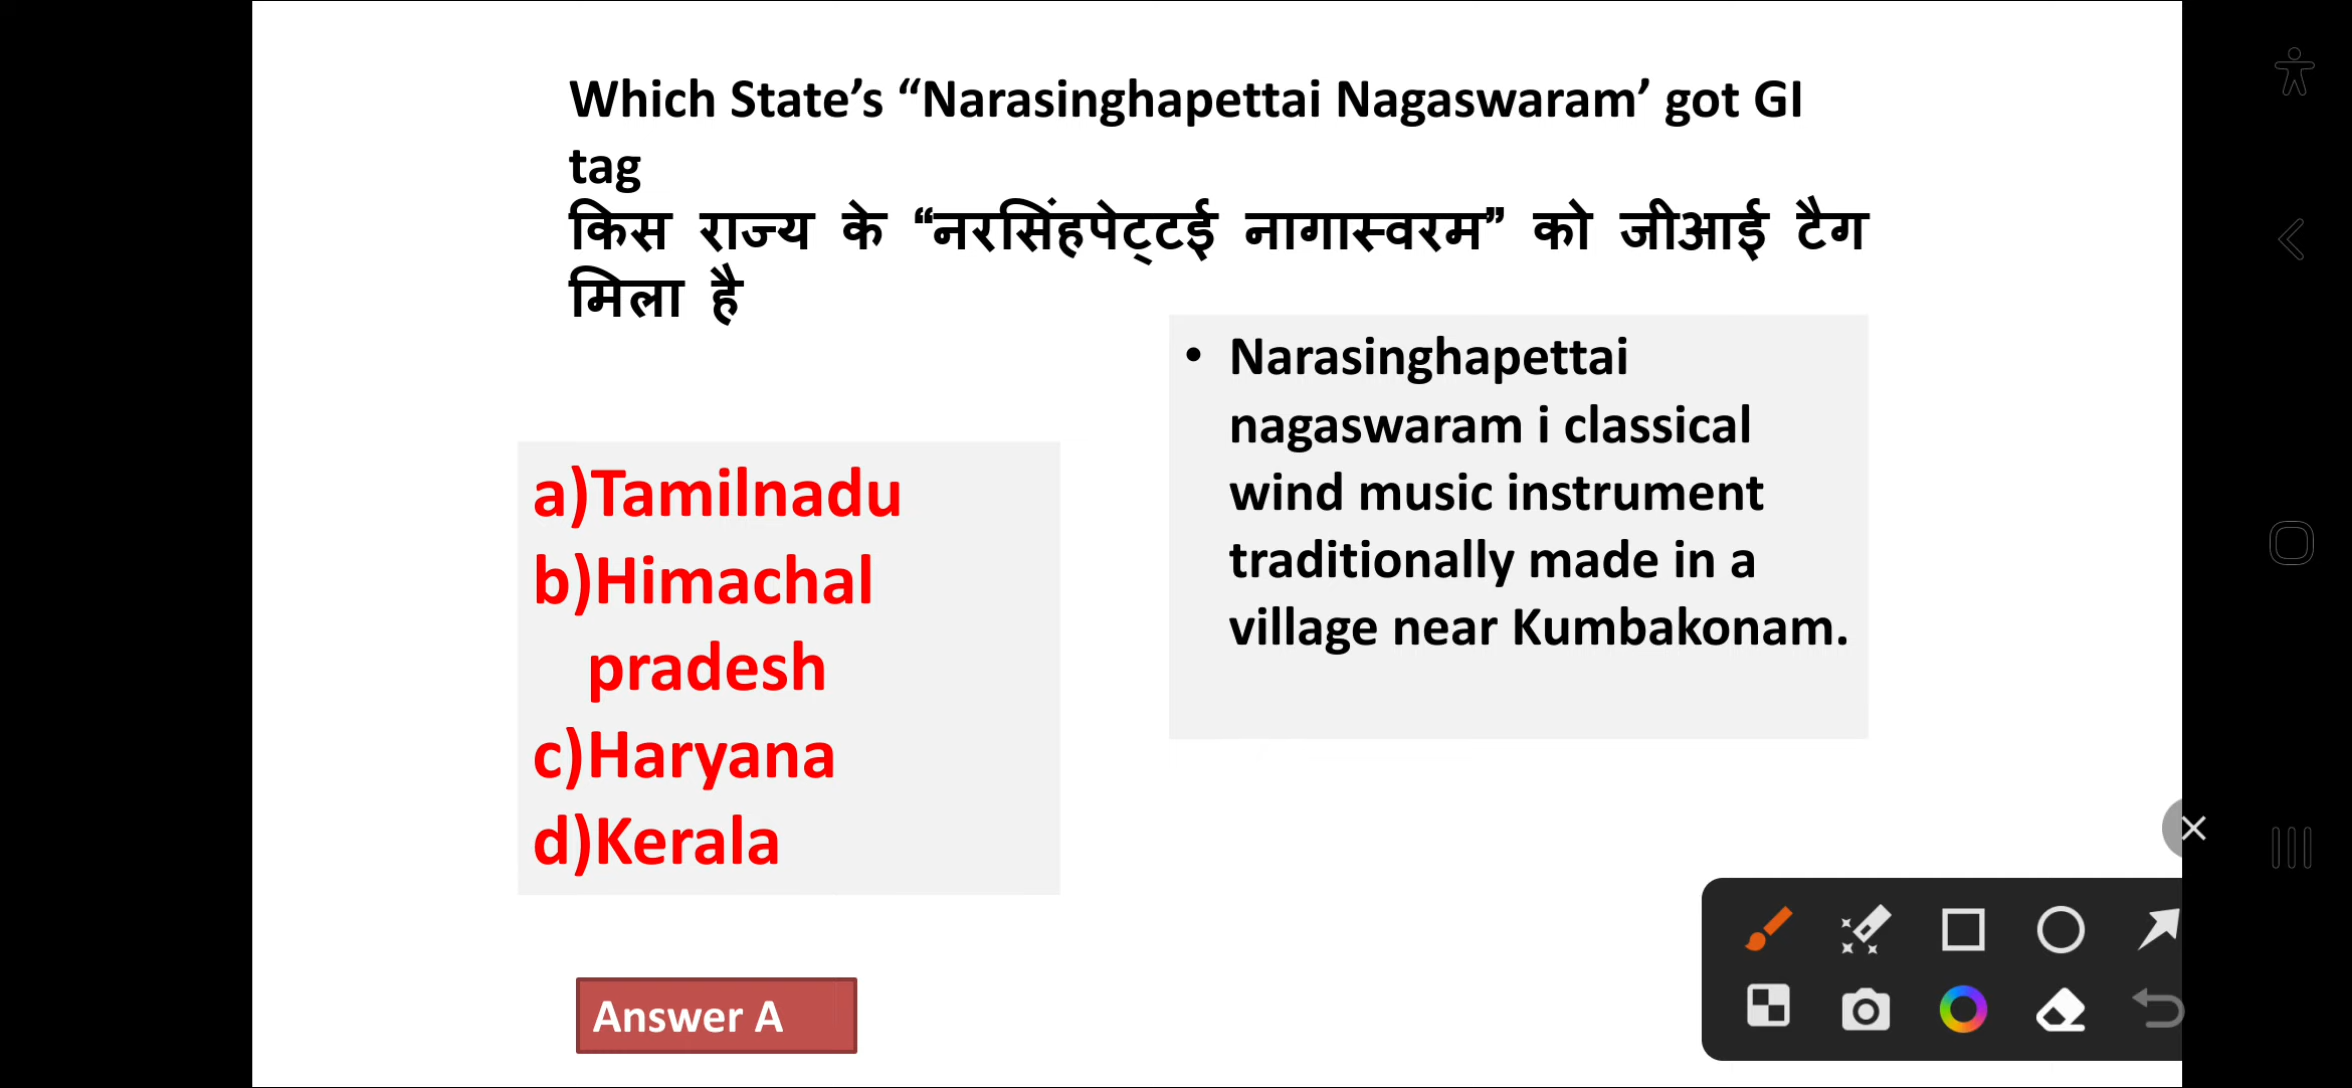 Which State’s “Narasinghapettai Nagaswaram’ got GI
tag
किस राज्य के “नरसिंहपेट्टई नागास्वरम” को जीआई टैग
मिला है
• Narasinghapettai
nagaswaram i classical
wind music instrument
traditionally made in a
village near Kumbakonam.
a)Tamilnadu
b)Himachal
pradesh
c)Haryana
d)Kerala
Answer A